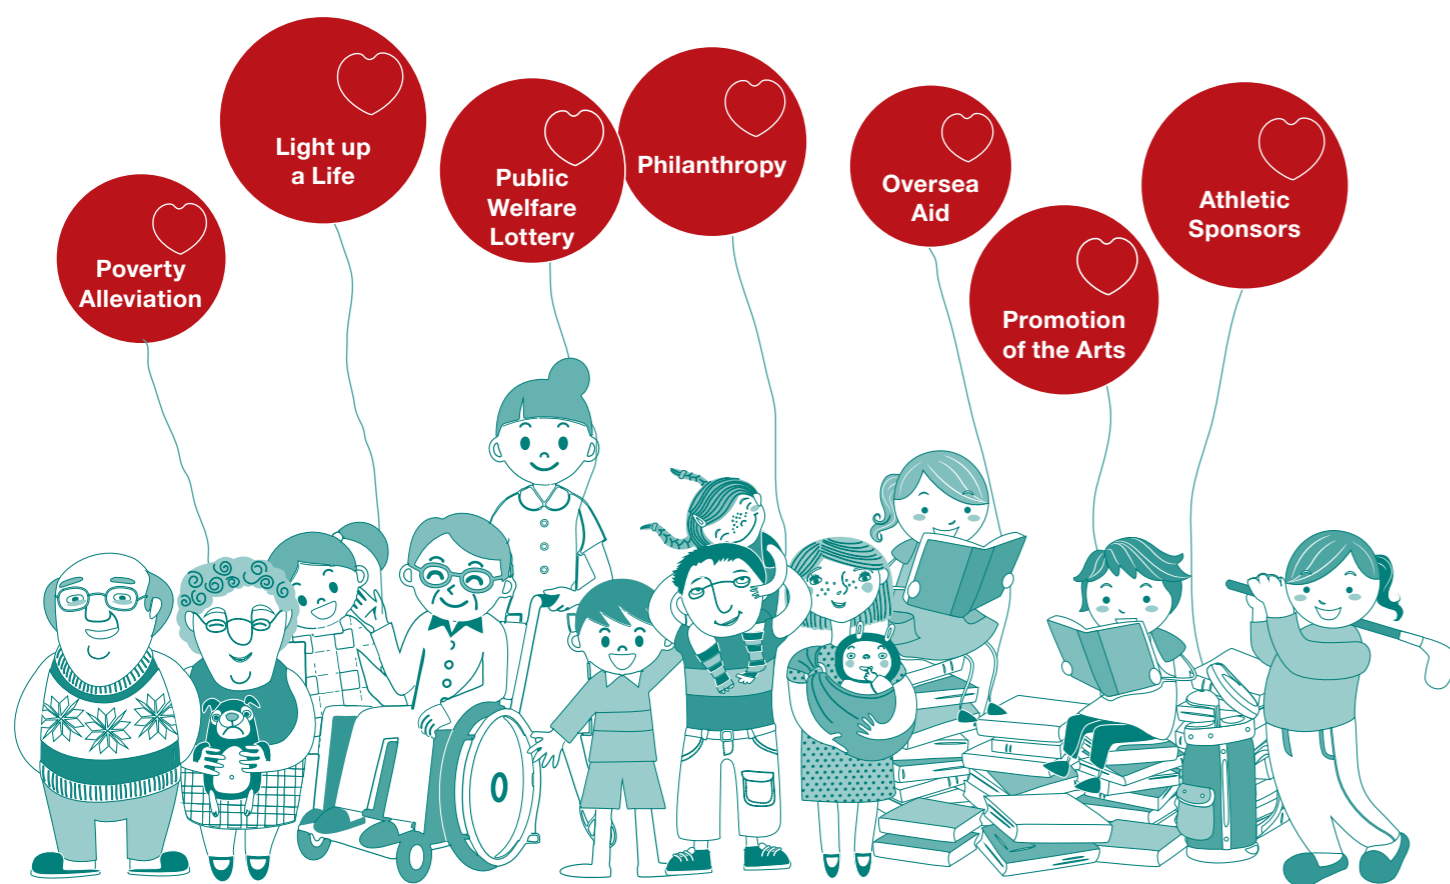 Poverty
Alleviation
Light up
a Life
Public
Welfare
Lottery
Philanthropy
Oversea
Aid
Promotion
of the Arts
Athletic
Sponsors